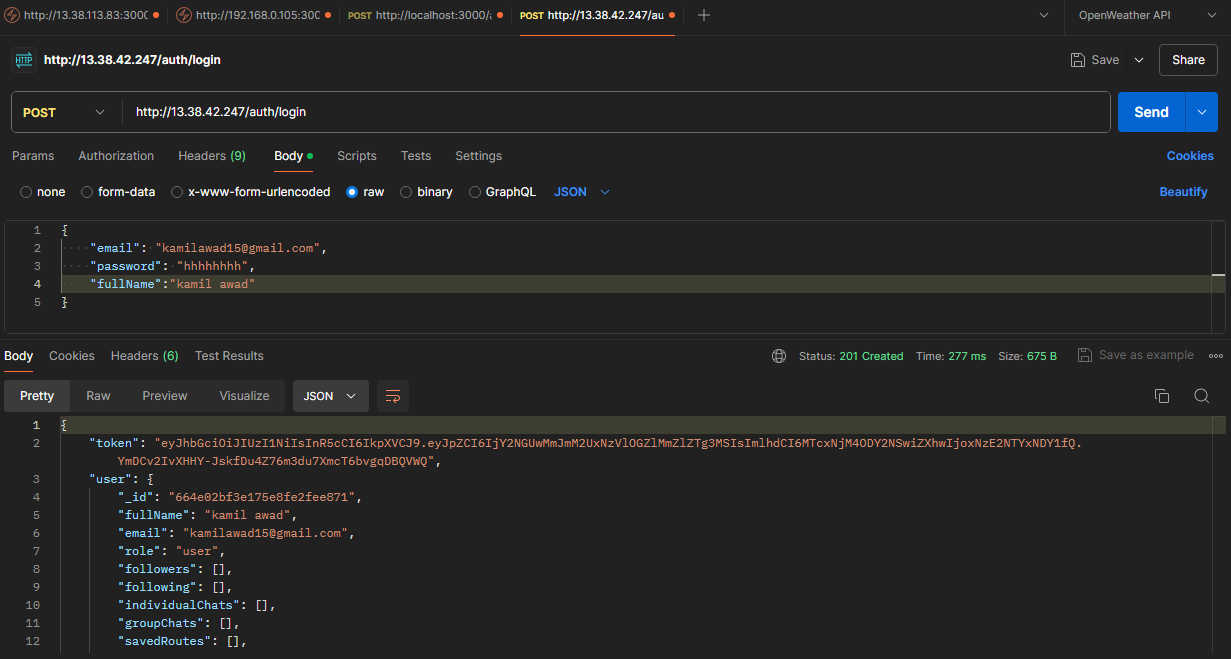 http://13.38.113.83:3000
http://192.168.0.105:300
POST http://localhost:3000/a
POST http://13.38.42.247/au
OpenWeather API
HTTP http://13.38.42.247/auth/login
Save
Share
POST
http://13.38.42.247/auth/login
Send
Params Authorization Headers (9) Body Scripts Tests Settings Cookies
none form-data x-www-form-urlencoded raw binary GraphQL JSON Beautify
1 {
2 "email": "kamilawad15@gmail.com",
3 "password": "hhhhhhhh",
4 "fullName":"kamil awad"
5 }
Body Cookies Headers (6) Test Results Status: 201 Created Time: 277 ms Size: 675 B Save as example
Pretty Raw Preview Visualize JSON
1 {
2 "token": "eyJhbGciOiJIUzI1NiIsInR5cCI6IkpXVCJ9.eyJpZCI6IjY2NGUwMmJmM2UxNzVlOGZlMmZlZTg3MSIsImlhdCI6MTcxNjM4ODY2NSwiZXhwIjoxNzE2NTYxNDY1fQ.
YmDCv2IvXHHY-JskfDu4Z76m3du7XmcT6bvgqDBQVWQ",
3 "user": {
4 "_id": "664e02bf3e175e8fe2fee871",
5 "fullName": "kamil awad",
6 "email": "kamilawad15@gmail.com",
7 "role": "user",
8 "followers": [],
9 "following": [],
10 "individualChats": [],
11 "groupChats": [],
12 "savedRoutes": [],